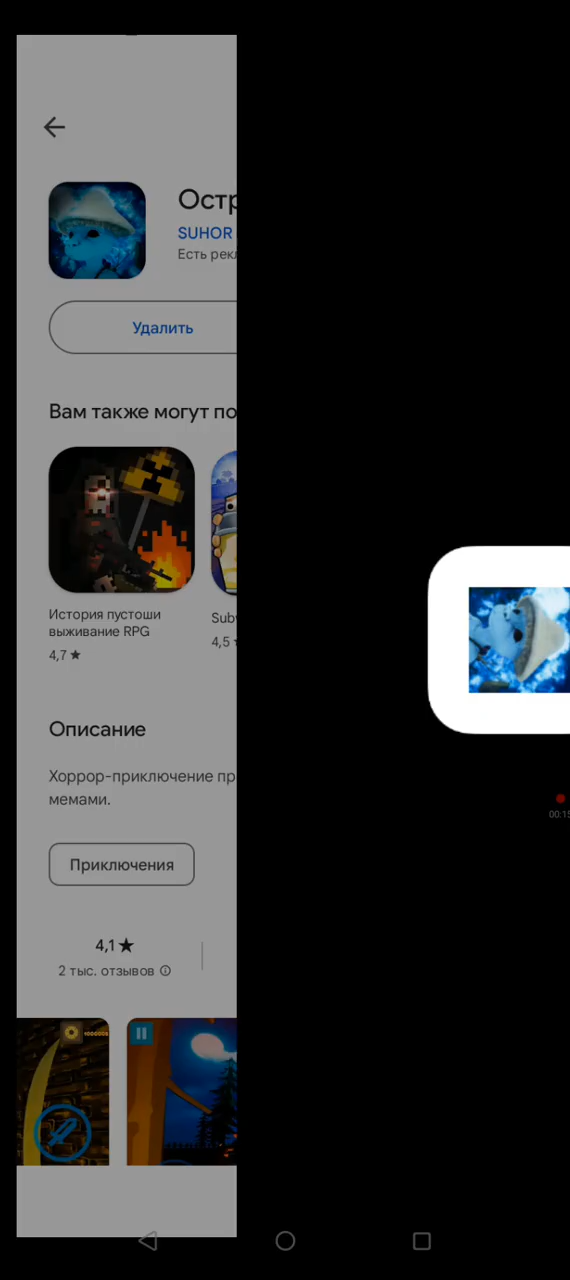 Остр
SUHOR
Есть рекл
Удалить
Вам также могут по
История пустоши
выживание RPG
4,7 ★
Subw
4,5
Описание
Хоррор-приключение пр
мемами.
Приключения
4,1 ★
2 тыс. отзывов
00:15